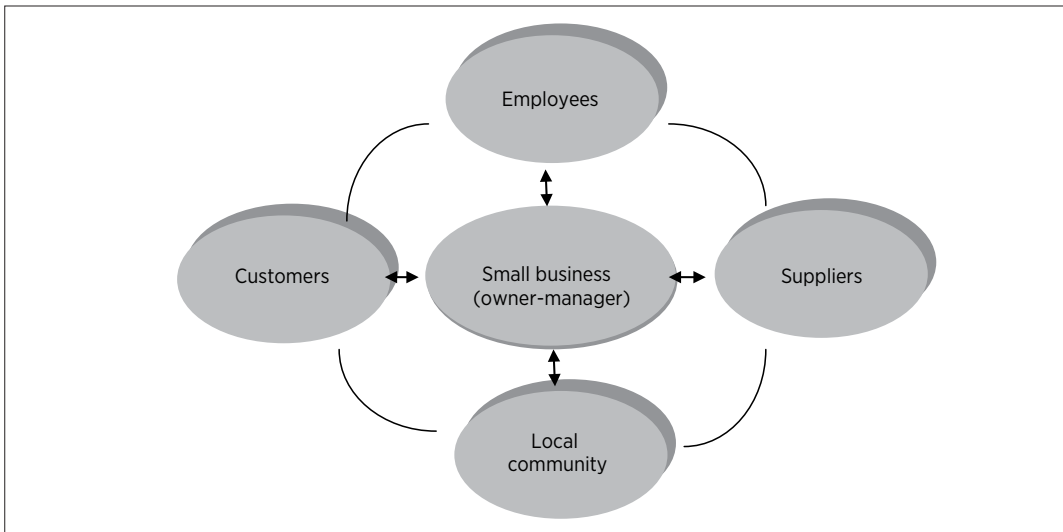 Employees
Customers
Small business
(owner-manager)
Suppliers
Local
community